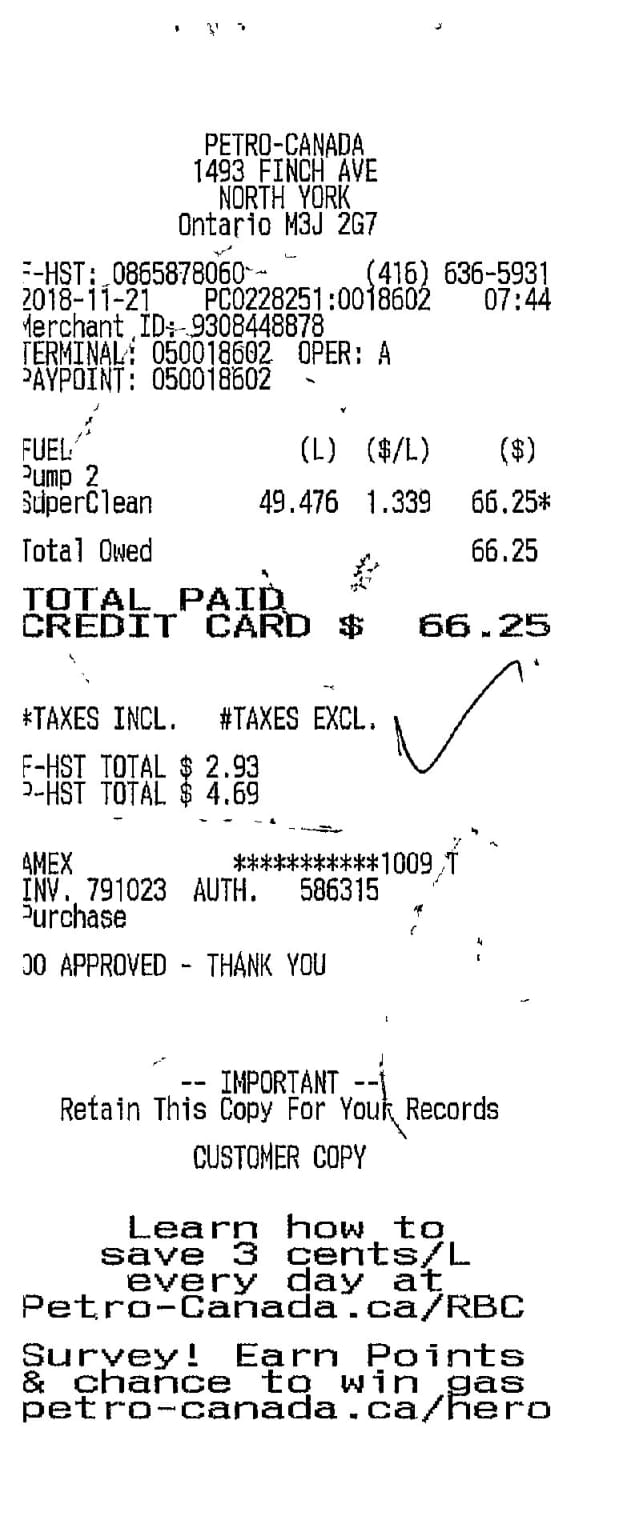 PETRO-CANADA
1493 FINCH AVE
NORTH YORK
Ontario M3J 2G7
F-HST: 0865878060 (416) 636-5931
2018-11-21 PC0228251:0018602 07:44
Merchant ID: 9308448878
TERMINAL: 050018602 OPER: A
PAYPOINT: 050018602
FUEL (L) ($/L) ($)
Pump 2
SuperClean 49.476 1.339 66.25*
Total Owed 66.25
TOTAL PAID
CREDIT CARD $ 66.25
*TAXES INCL. #TAXES EXCL.
F-HST TOTAL $ 2.93
P-HST TOTAL $ 4.69
AMEX ***********1009 T
INV. 791023 AUTH. 586315
Purchase
00 APPROVED - THANK YOU
-- IMPORTANT --
Retain This Copy For Your Records
CUSTOMER COPY
Learn how to
save 3 cents/L
every day at
Petro-Canada.ca/RBC
Survey! Earn Points
& chance to win gas
petro-canada.ca/hero